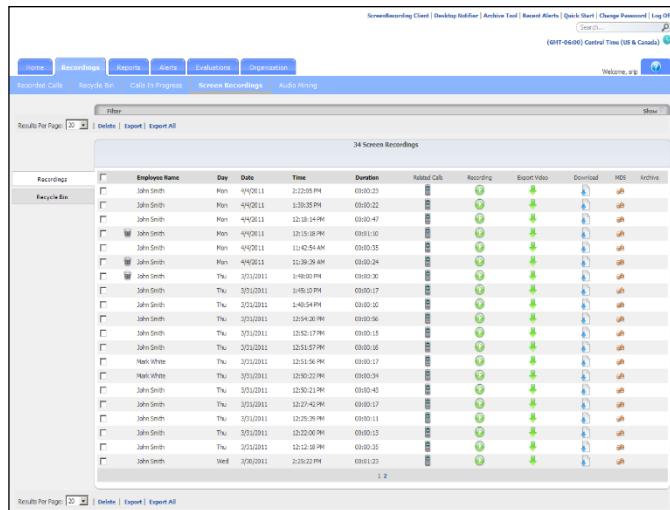 ScreenRecording Client | Desktop Notifier | Archive Tool | Recent Alerts | Quick Start | Change Password | Log Off
Search...
(GMT-06:00) Central Time (US & Canada)
Home Recordings Reports Alerts Evaluations Organization
Welcome, srip
Recorded Calls Recycle Bin Calls In Progress Screen Recordings Audio Mining
Filter Show
Results Per Page: 20 | Delete | Export | Export All
34 Screen Recordings
Recordings
Recycle Bin
Employee Name Day Date Time Duration Related Calls Recording Export Video Download MD5 Archive
John Smith Mon 4/4/2011 2:22:05 PM 00:00:23
John Smith Mon 4/4/2011 1:30:35 PM 00:00:22
John Smith Mon 4/4/2011 12:18:14 PM 00:00:47
John Smith Mon 4/4/2011 12:15:18 PM 00:01:10
John Smith Mon 4/4/2011 11:42:54 AM 00:00:35
John Smith Mon 4/4/2011 11:39:29 AM 00:00:24
John Smith Thu 3/31/2011 1:48:00 PM 00:00:30
John Smith Thu 3/31/2011 1:45:10 PM 00:00:17
John Smith Thu 3/31/2011 1:40:54 PM 00:00:10
John Smith Thu 3/31/2011 12:54:20 PM 00:00:56
John Smith Thu 3/31/2011 12:52:17 PM 00:00:15
John Smith Thu 3/31/2011 12:51:57 PM 00:00:16
Mark White Thu 3/31/2011 12:51:56 PM 00:00:17
Mark White Thu 3/31/2011 12:50:22 PM 00:00:34
John Smith Thu 3/31/2011 12:50:21 PM 00:00:43
John Smith Thu 3/31/2011 12:27:42 PM 00:00:17
John Smith Thu 3/31/2011 12:25:39 PM 00:00:11
John Smith Thu 3/31/2011 12:22:00 PM 00:00:13
John Smith Thu 3/31/2011 12:12:18 PM 00:00:35
John Smith Wed 3/30/2011 2:25:22 PM 00:01:23
1 2
Results Per Page: 20 | Delete | Export | Export All